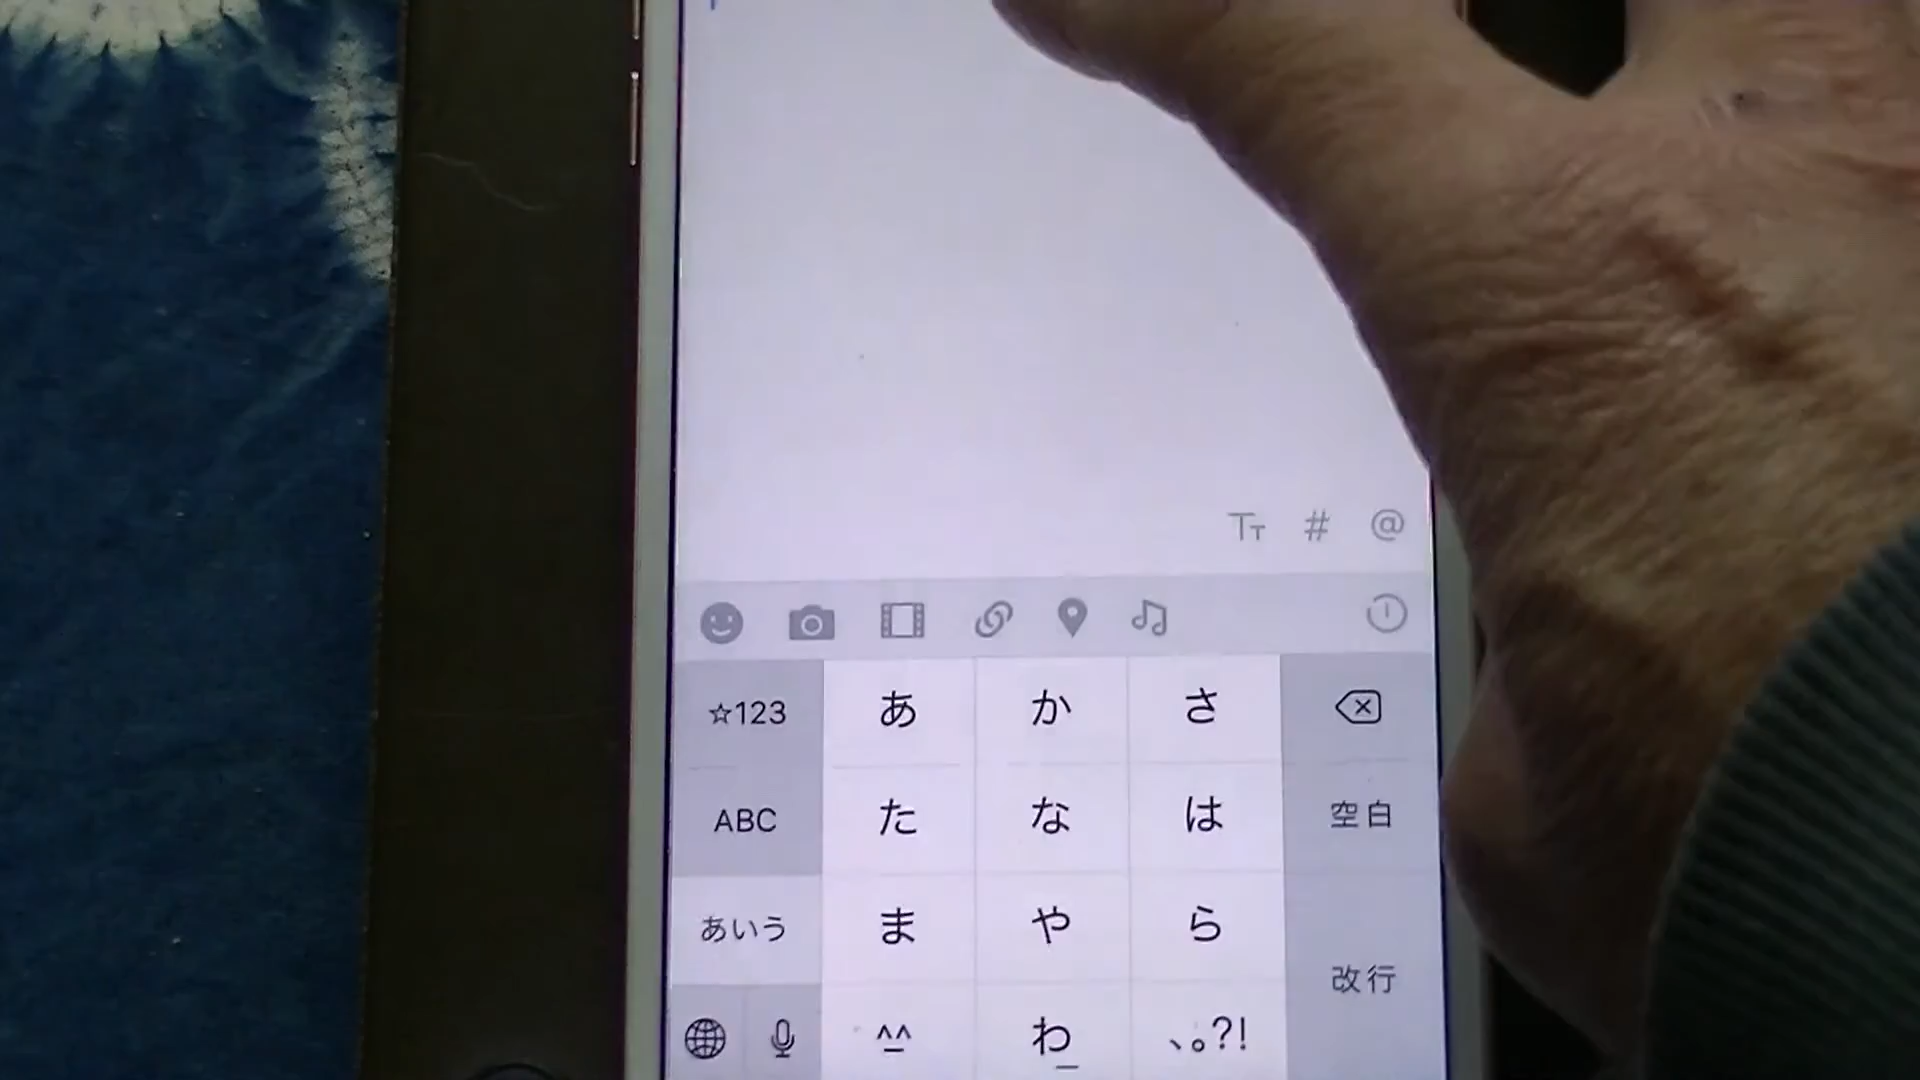 TT # @
☆123 あ か さ
ABC た な は 空白
あいう ま や ら 改行
^^ わ 、。?!